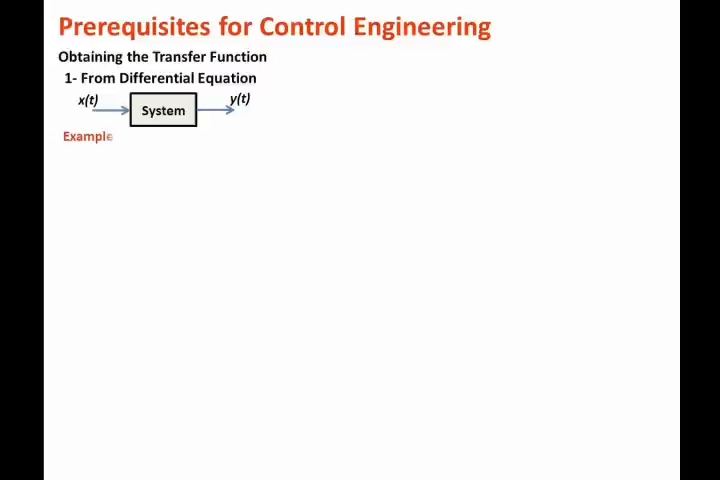 Prerequisites for Control Engineering
Obtaining the Transfer Function
1- From Differential Equation
x(t) System y(t)
Example